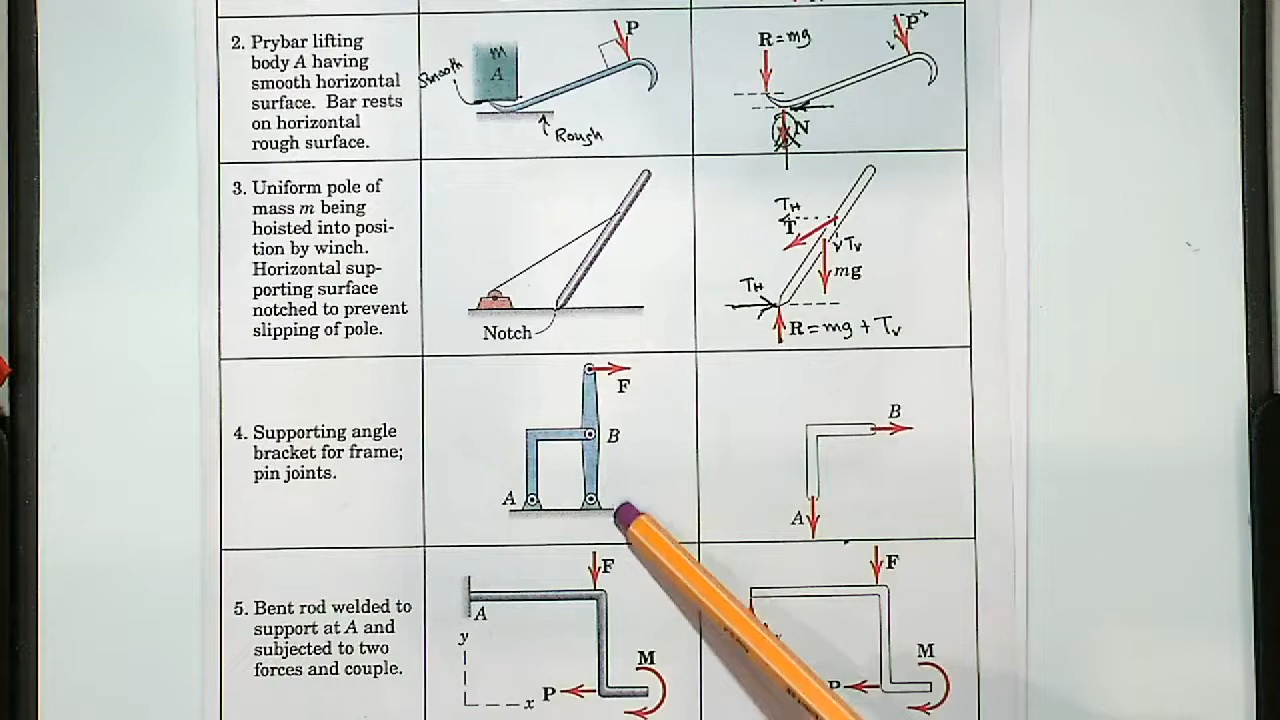 2. Prybar lifting
body A having
smooth horizontal
surface. Bar rests
on horizontal
rough surface.
Smooth
m
A
P
Rough
R=mg
P
N
3. Uniform pole of
mass m being
hoisted into posi-
tion by winch.
Horizontal sup-
porting surface
notched to prevent
slipping of pole.
Notch
TH
T
Tv
mg
TH
R=mg+Tv
4. Supporting angle
bracket for frame;
pin joints.
F
B
A
B
A
5. Bent rod welded to
support at A and
subjected to two
forces and couple.
F
A
y
M
P
x
F
M
P